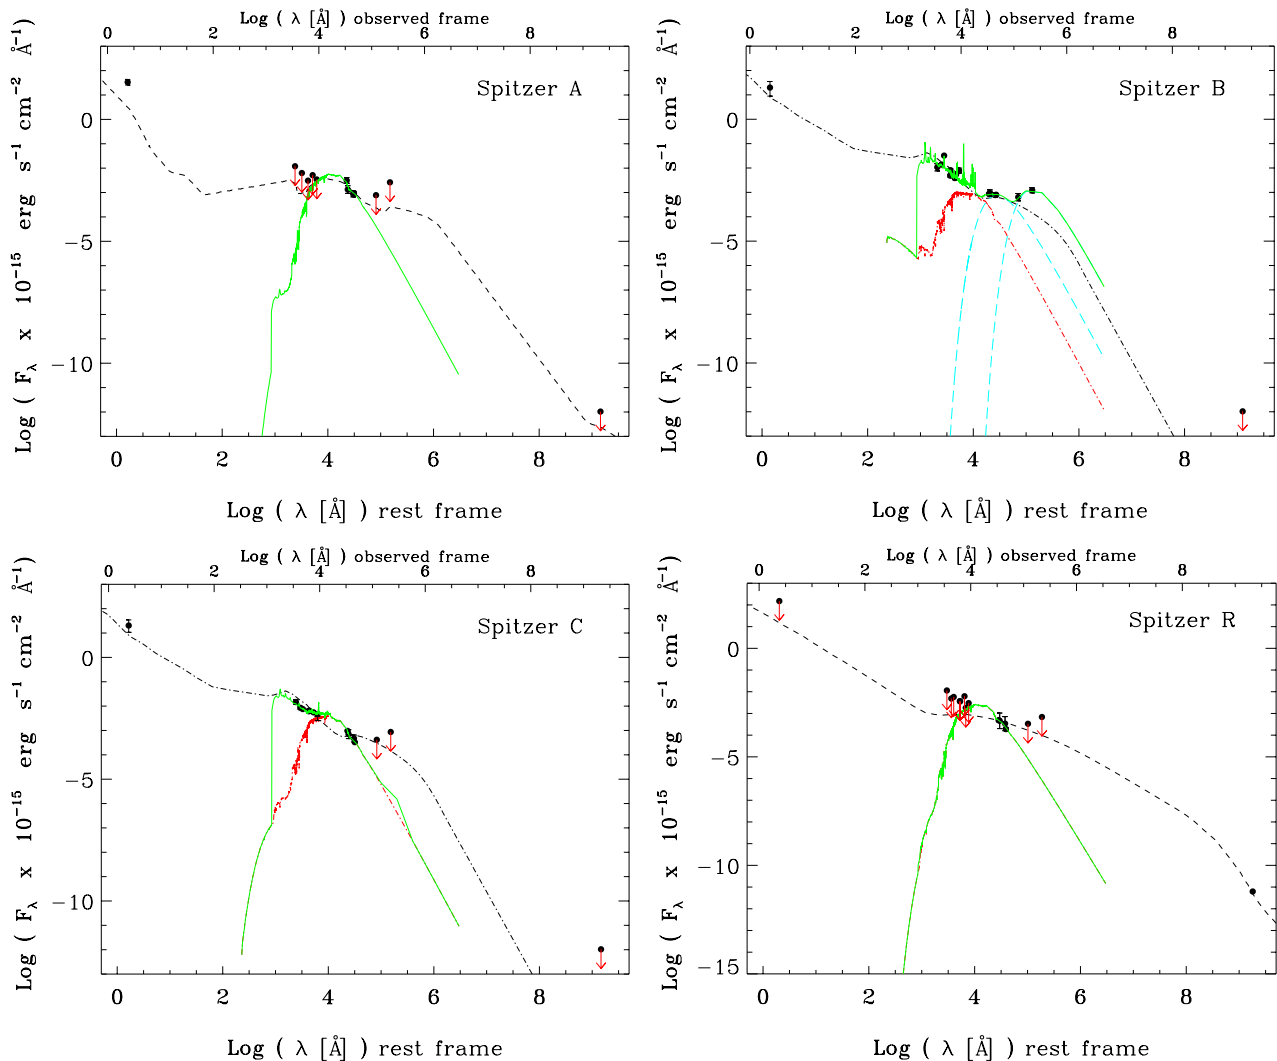 Log ( λ [Å] ) observed frame
0 2 4 6 8
Spitzer A
0
−5
−10
Log ( Fλ x 10−15 erg s−1 cm−2 Å−1)
0 2 4 6 8
Log ( λ [Å] ) rest frame
Log ( λ [Å] ) observed frame
0 2 4 6 8
Spitzer B
0
−5
−10
Log ( Fλ x 10−15 erg s−1 cm−2 Å−1)
0 2 4 6 8
Log ( λ [Å] ) rest frame
Log ( λ [Å] ) observed frame
0 2 4 6 8
Spitzer C
0
−5
−10
Log ( Fλ x 10−15 erg s−1 cm−2 Å−1)
0 2 4 6 8
Log ( λ [Å] ) rest frame
Log ( λ [Å] ) observed frame
0 2 4 6 8
Spitzer R
0
−5
−10
−15
Log ( Fλ x 10−15 erg s−1 cm−2 Å−1)
0 2 4 6 8
Log ( λ [Å] ) rest frame